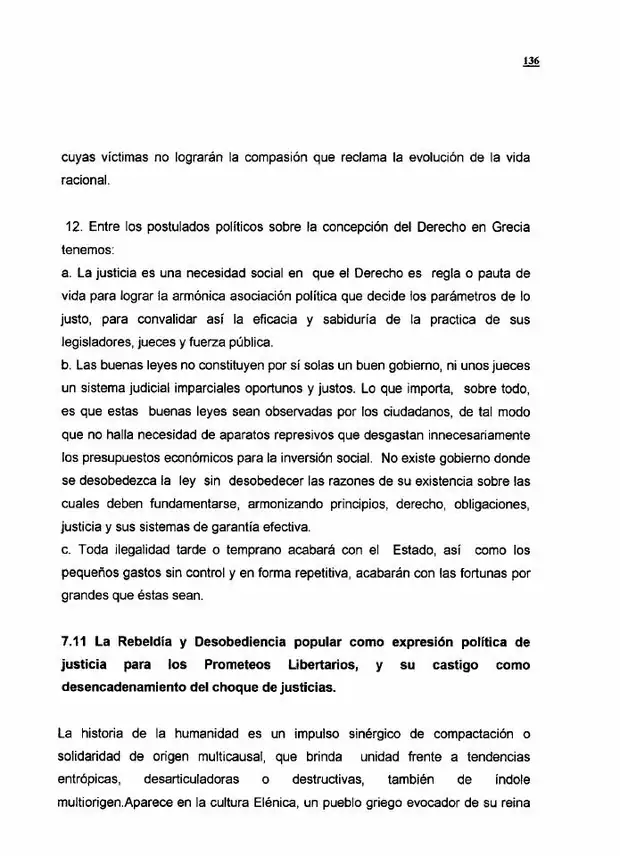 136
cuyas víctimas no lograrán la compasión que reclama la evolución de la vida
racional.
12. Entre los postulados políticos sobre la concepción del Derecho en Grecia
tenemos:
a. La justicia es una necesidad social en que el Derecho es regla o pauta de
vida para lograr la armónica asociación política que decide los parámetros de lo
justo, para convalidar así la eficacia y sabiduría de la practica de sus
legisladores, jueces y fuerza pública.
b. Las buenas leyes no constituyen por sí solas un buen gobierno, ni unos jueces
un sistema judicial imparciales oportunos y justos. Lo que importa, sobre todo,
es que estas buenas leyes sean observadas por los ciudadanos, de tal modo
que no halla necesidad de aparatos represivos que desgastan innecesariamente
los presupuestos económicos para la inversión social. No existe gobierno donde
se desobedezca la ley sin desobedecer las razones de su existencia sobre las
cuales deben fundamentarse, armonizando principios, derecho, obligaciones,
justicia y sus sistemas de garantía efectiva.
c. Toda ilegalidad tarde o temprano acabará con el Estado, así como los
pequeños gastos sin control y en forma repetitiva, acabarán con las fortunas por
grandes que éstas sean.
7.11 La Rebeldía y Desobediencia popular como expresión política de
justicia para los Prometeos Libertarios, y su castigo como
desencadenamiento del choque de justicias.
La historia de la humanidad es un impulso sinérgico de compactación o
solidaridad de origen multicausal, que brinda unidad frente a tendencias
entrópicas, desarticuladoras o destructivas, también de índole
multiorigen.Aparece en la cultura Elénica, un pueblo griego evocador de su reina